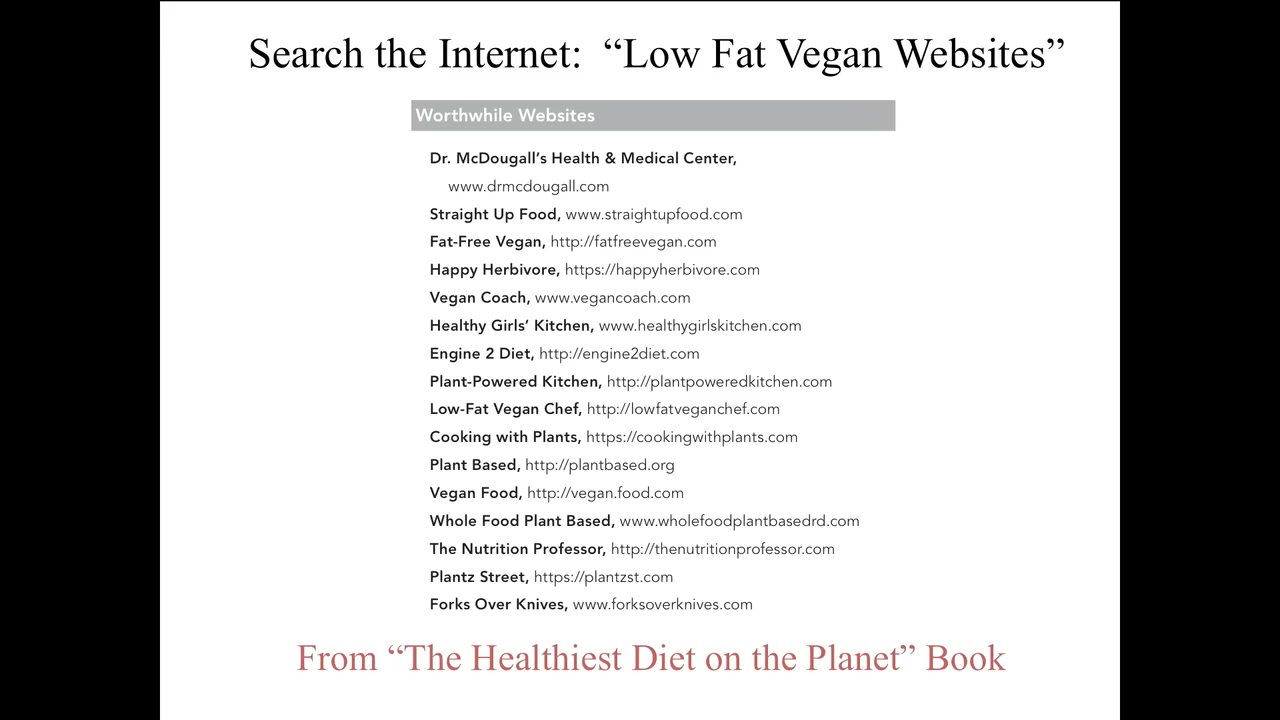 Search the Internet:  “Low Fat Vegan Websites”
Worthwhile Websites
Dr. McDougall’s Health & Medical Center,
www.drmcdougall.com
Straight Up Food, www.straightupfood.com
Fat-Free Vegan, http://fatfreevegan.com
Happy Herbivore, https://happyherbivore.com
Vegan Coach, www.vegancoach.com
Healthy Girls’ Kitchen, www.healthygirlskitchen.com
Engine 2 Diet, http://engine2diet.com
Plant-Powered Kitchen, http://plantpoweredkitchen.com
Low-Fat Vegan Chef, http://lowfatveganchef.com
Cooking with Plants, https://cookingwithplants.com
Plant Based, http://plantbased.org
Vegan Food, http://vegan.food.com
Whole Food Plant Based, www.wholefoodplantbasedrd.com
The Nutrition Professor, http://thenutritionprofessor.com
Plantz Street, https://plantzst.com
Forks Over Knives, www.forksoverknives.com
From “The Healthiest Diet on the Planet” Book